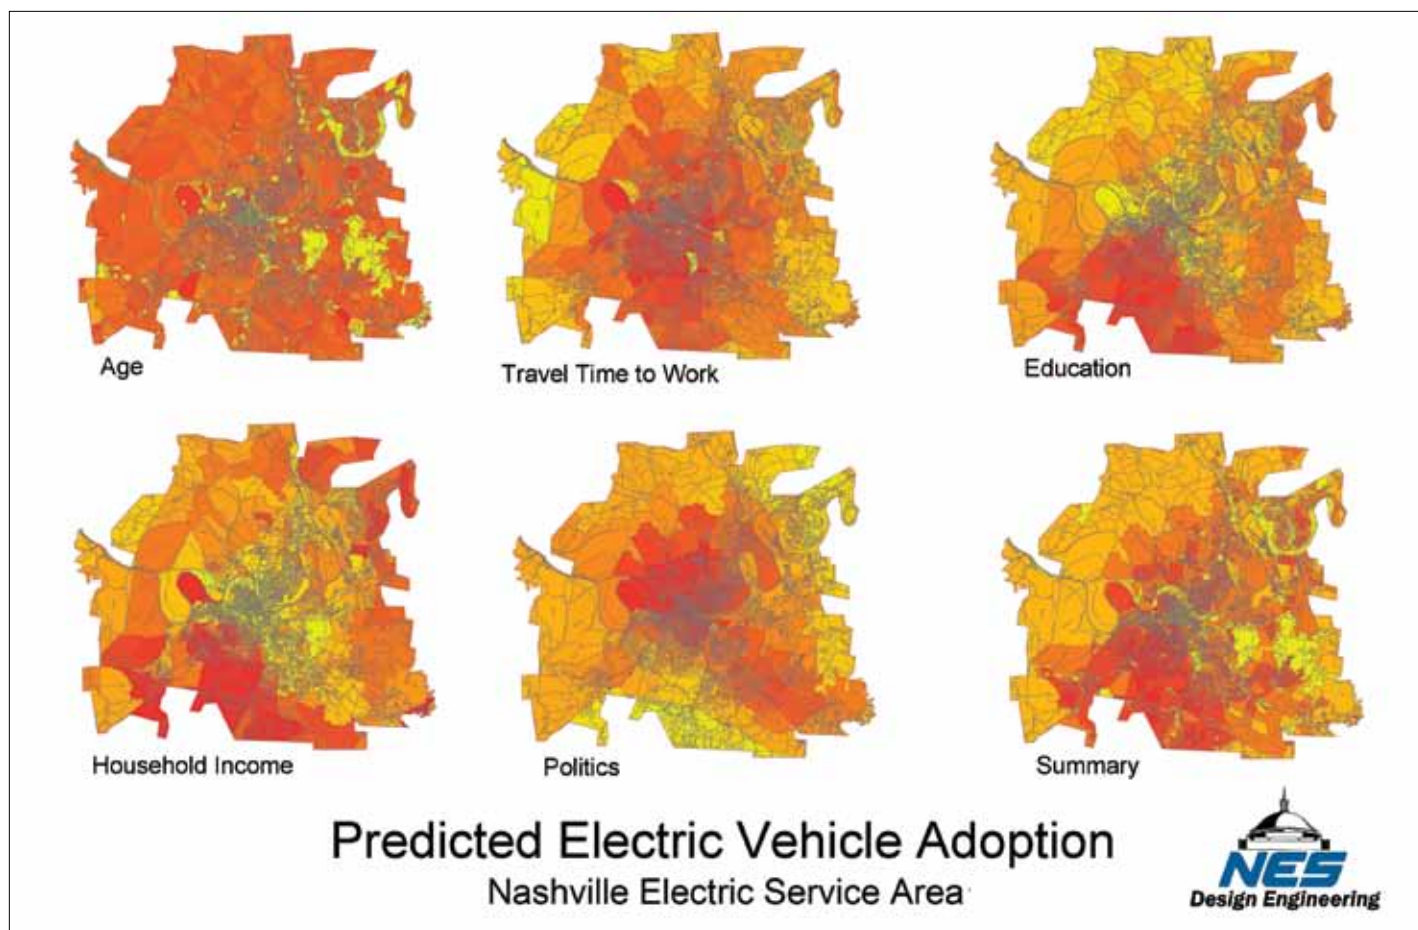 Age
Travel Time to Work
Education
Household Income
Politics
Summary
Predicted Electric Vehicle Adoption
Nashville Electric Service Area
NES
Design Engineering